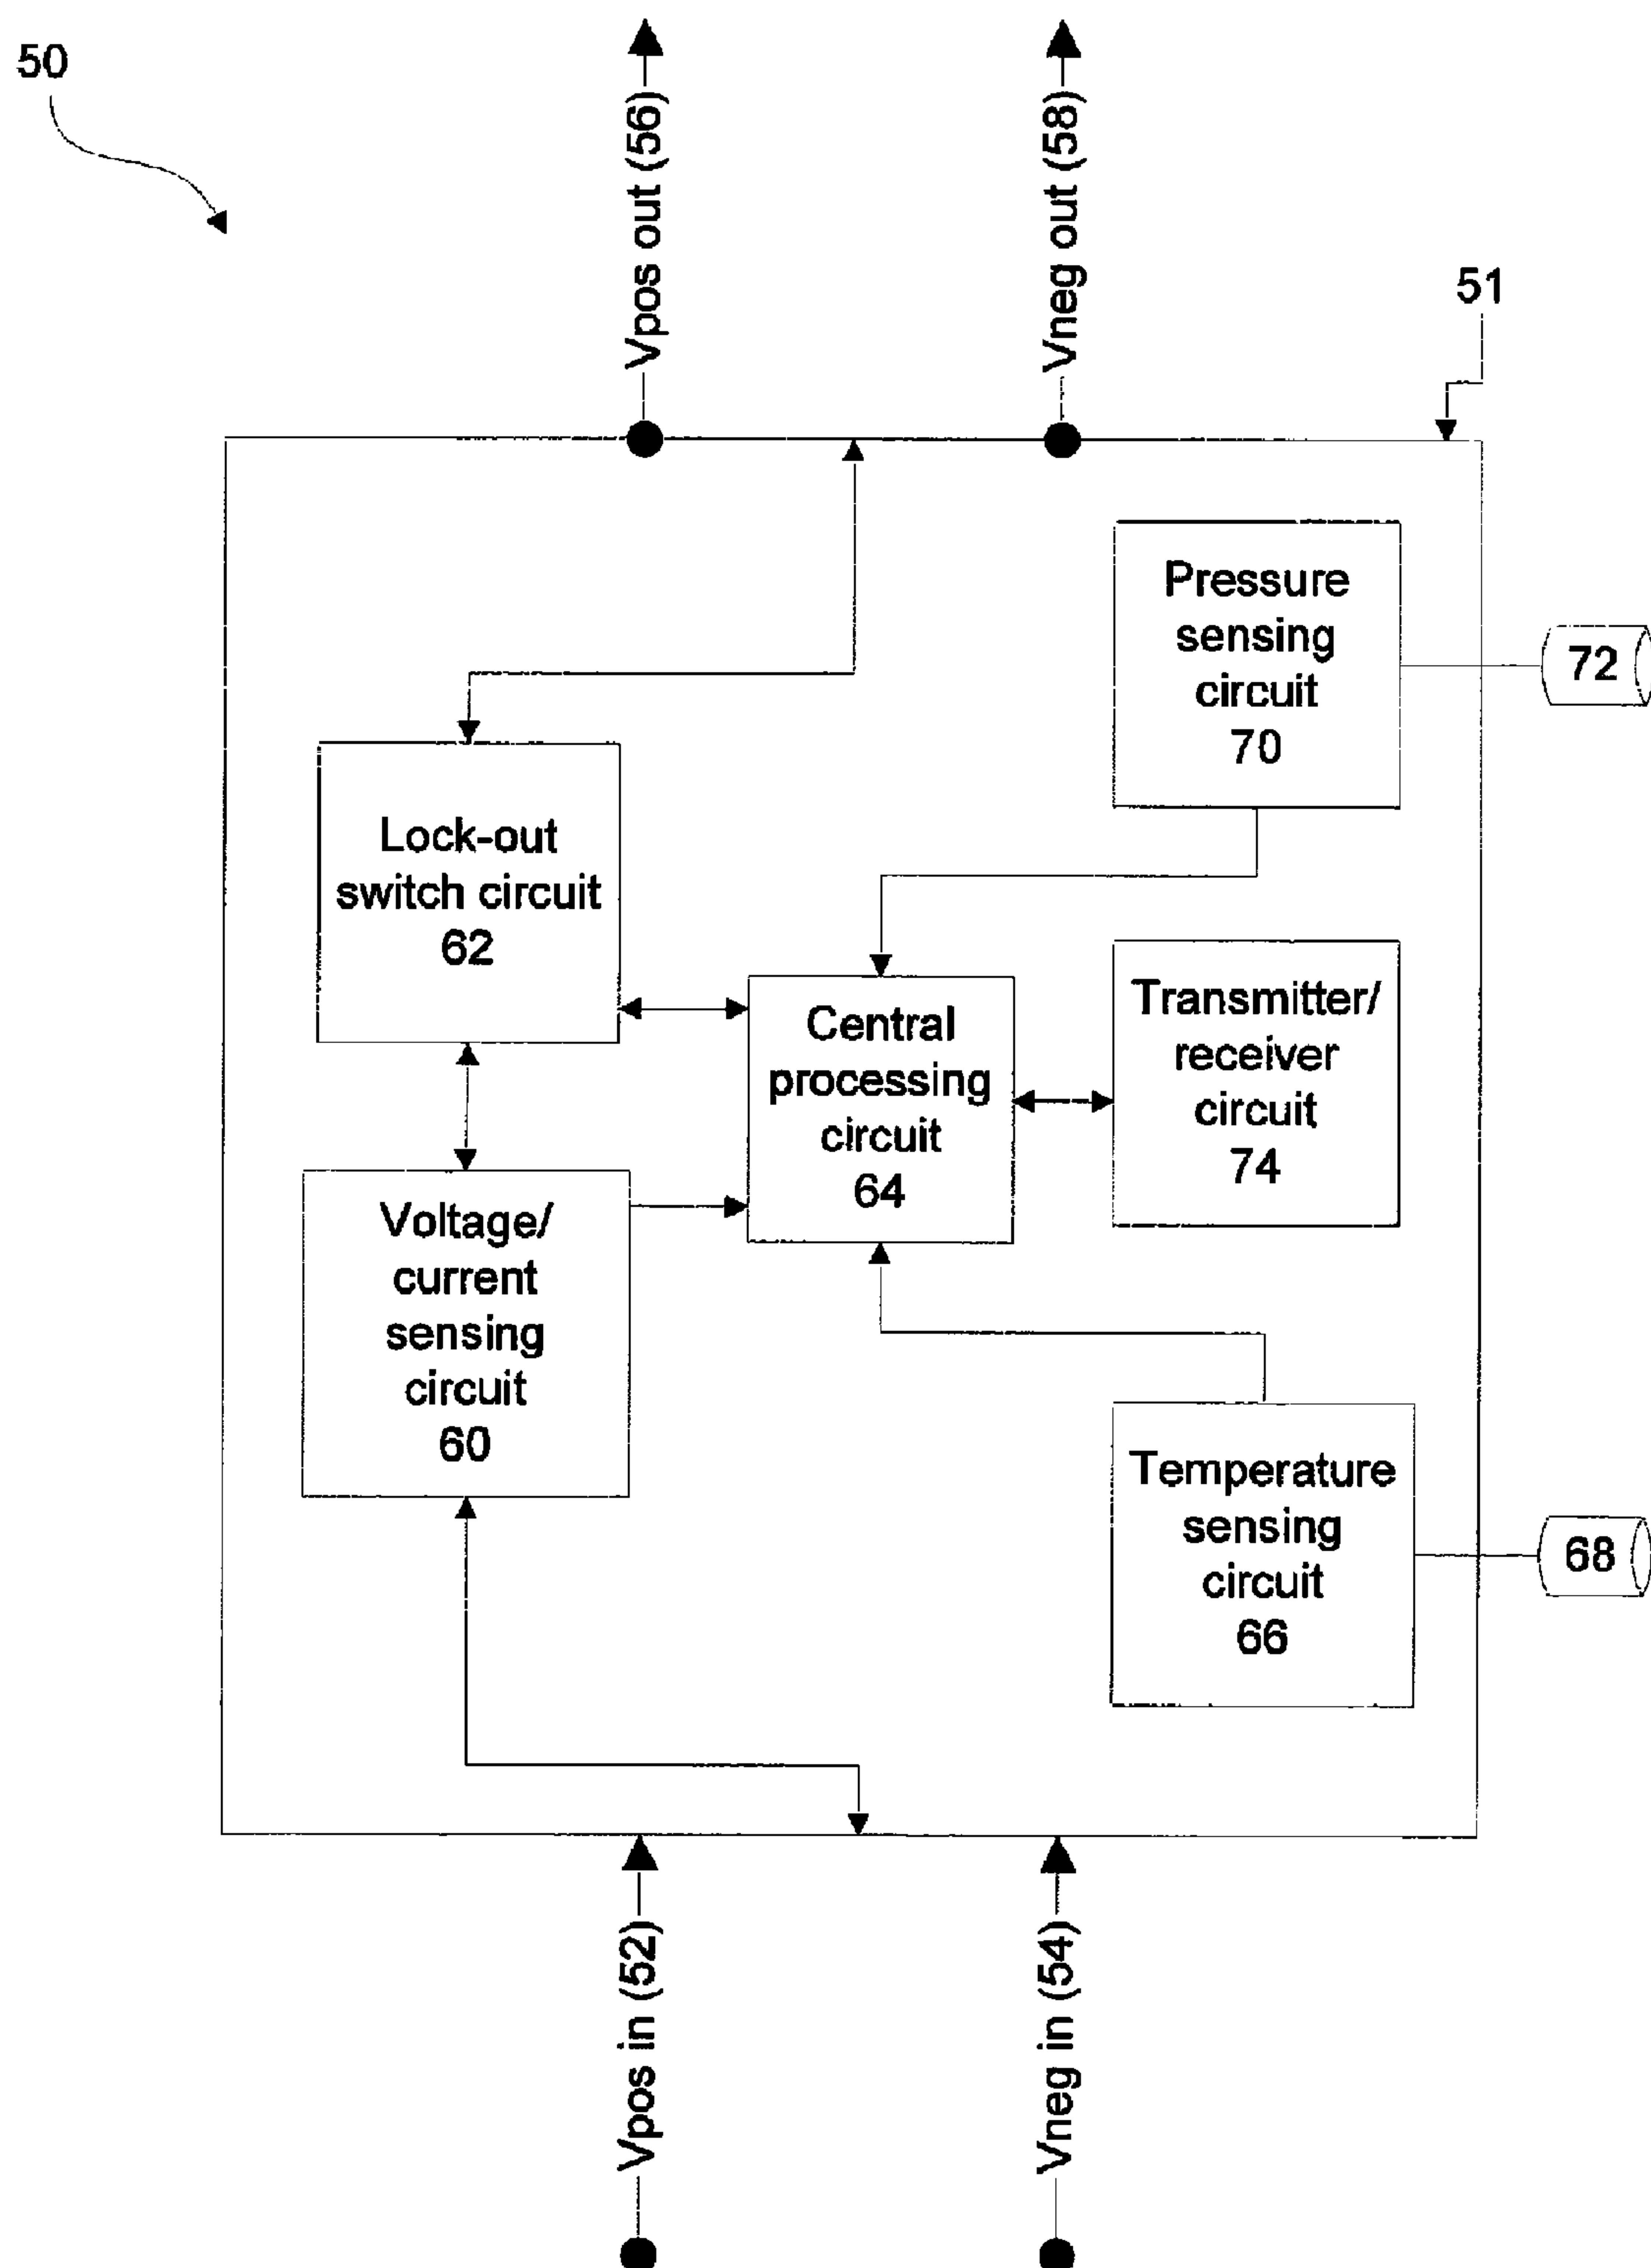 50
Vpos out (56)
Vneg out (58)
51
Pressure
sensing
circuit
70
72
Lock-out
switch circuit
62
Central
processing
circuit
64
Transmitter/
receiver
circuit
74
Voltage/
current
sensing
circuit
60
Temperature
sensing
circuit
66
68
Vpos in (52)
Vneg in (54)